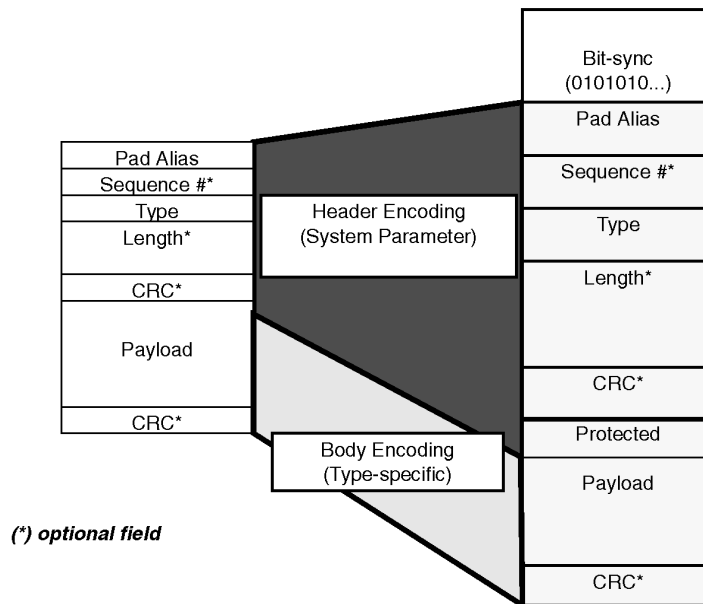 Pad Alias
Sequence #*
Type
Length*
CRC*
Payload
CRC*
Header Encoding
(System Parameter)
Body Encoding
(Type-specific)
Bit-sync
(0101010...)
Pad Alias
Sequence #*
Type
Length*
CRC*
Protected
Payload
CRC*
(*) optional field